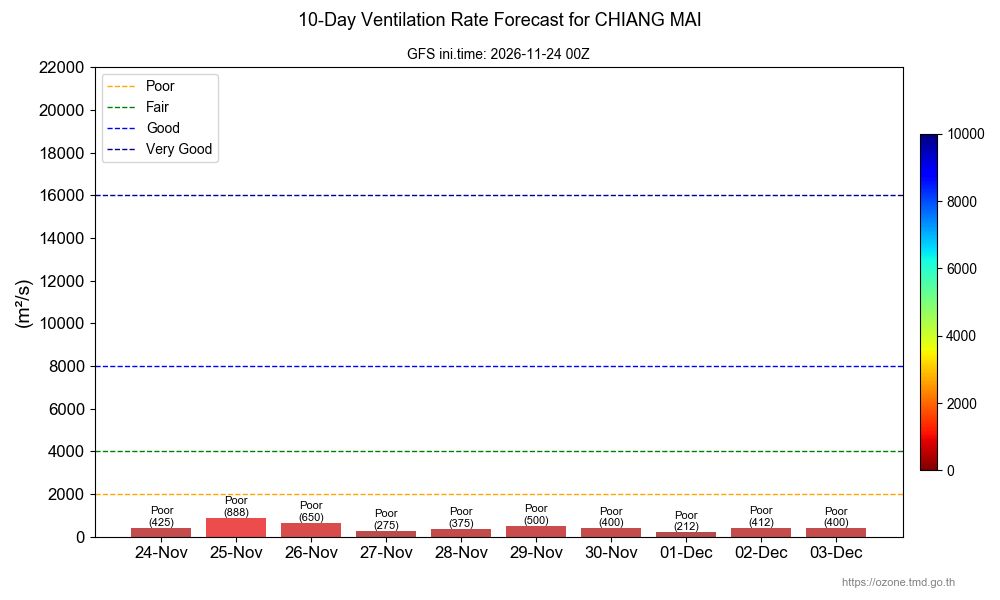 10-Day Ventilation Rate Forecast for CHIANG MAI
GFS ini.time: 2026-11-24 00Z
(m²/s)
22000
20000
18000
16000
14000
12000
10000
8000
6000
4000
2000
0
Poor
Fair
Good
Very Good
Poor
(425)
Poor
(888)
Poor
(650)
Poor
(275)
Poor
(375)
Poor
(500)
Poor
(400)
Poor
(212)
Poor
(412)
Poor
(400)
24-Nov
25-Nov
26-Nov
27-Nov
28-Nov
29-Nov
30-Nov
01-Dec
02-Dec
03-Dec
10000
8000
6000
4000
2000
0
https://ozone.tmd.go.th